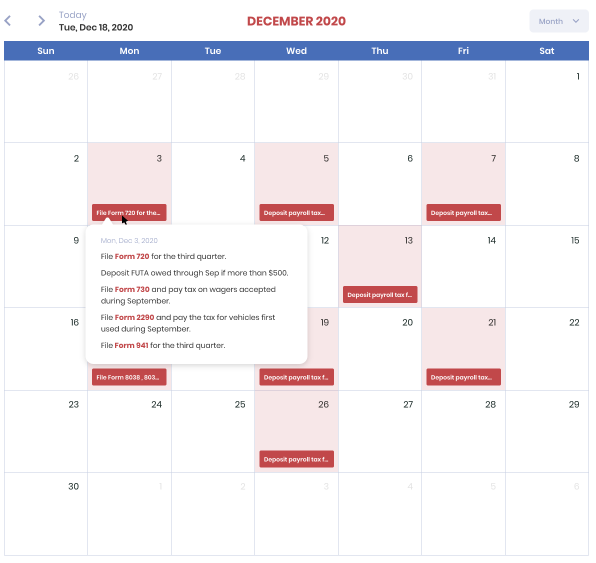 Today
Tue, Dec 18, 2020
DECEMBER 2020
Month
Sun Mon Tue Wed Thu Fri Sat
26 27 28 29 30 31 1
2 3 4 5 6 7 8
File Form 720 for the... Deposit payroll tax... Deposit payroll tax...
9 12 13 14 15
Mon, Dec 3, 2020
File Form 720 for the third quarter.
Deposit FUTA owed through Sep if more than $500.
File Form 730 and pay tax on wagers accepted
during September.
File Form 2290 and pay the tax for vehicles first
used during September.
File Form 941 for the third quarter.
Deposit payroll tax f...
16 19 20 21 22
File Form 8038 , 803... Deposit payroll tax f... Deposit payroll tax...
23 24 25 26 27 28 29
Deposit payroll tax f...
30 1 2 3 4 5 6